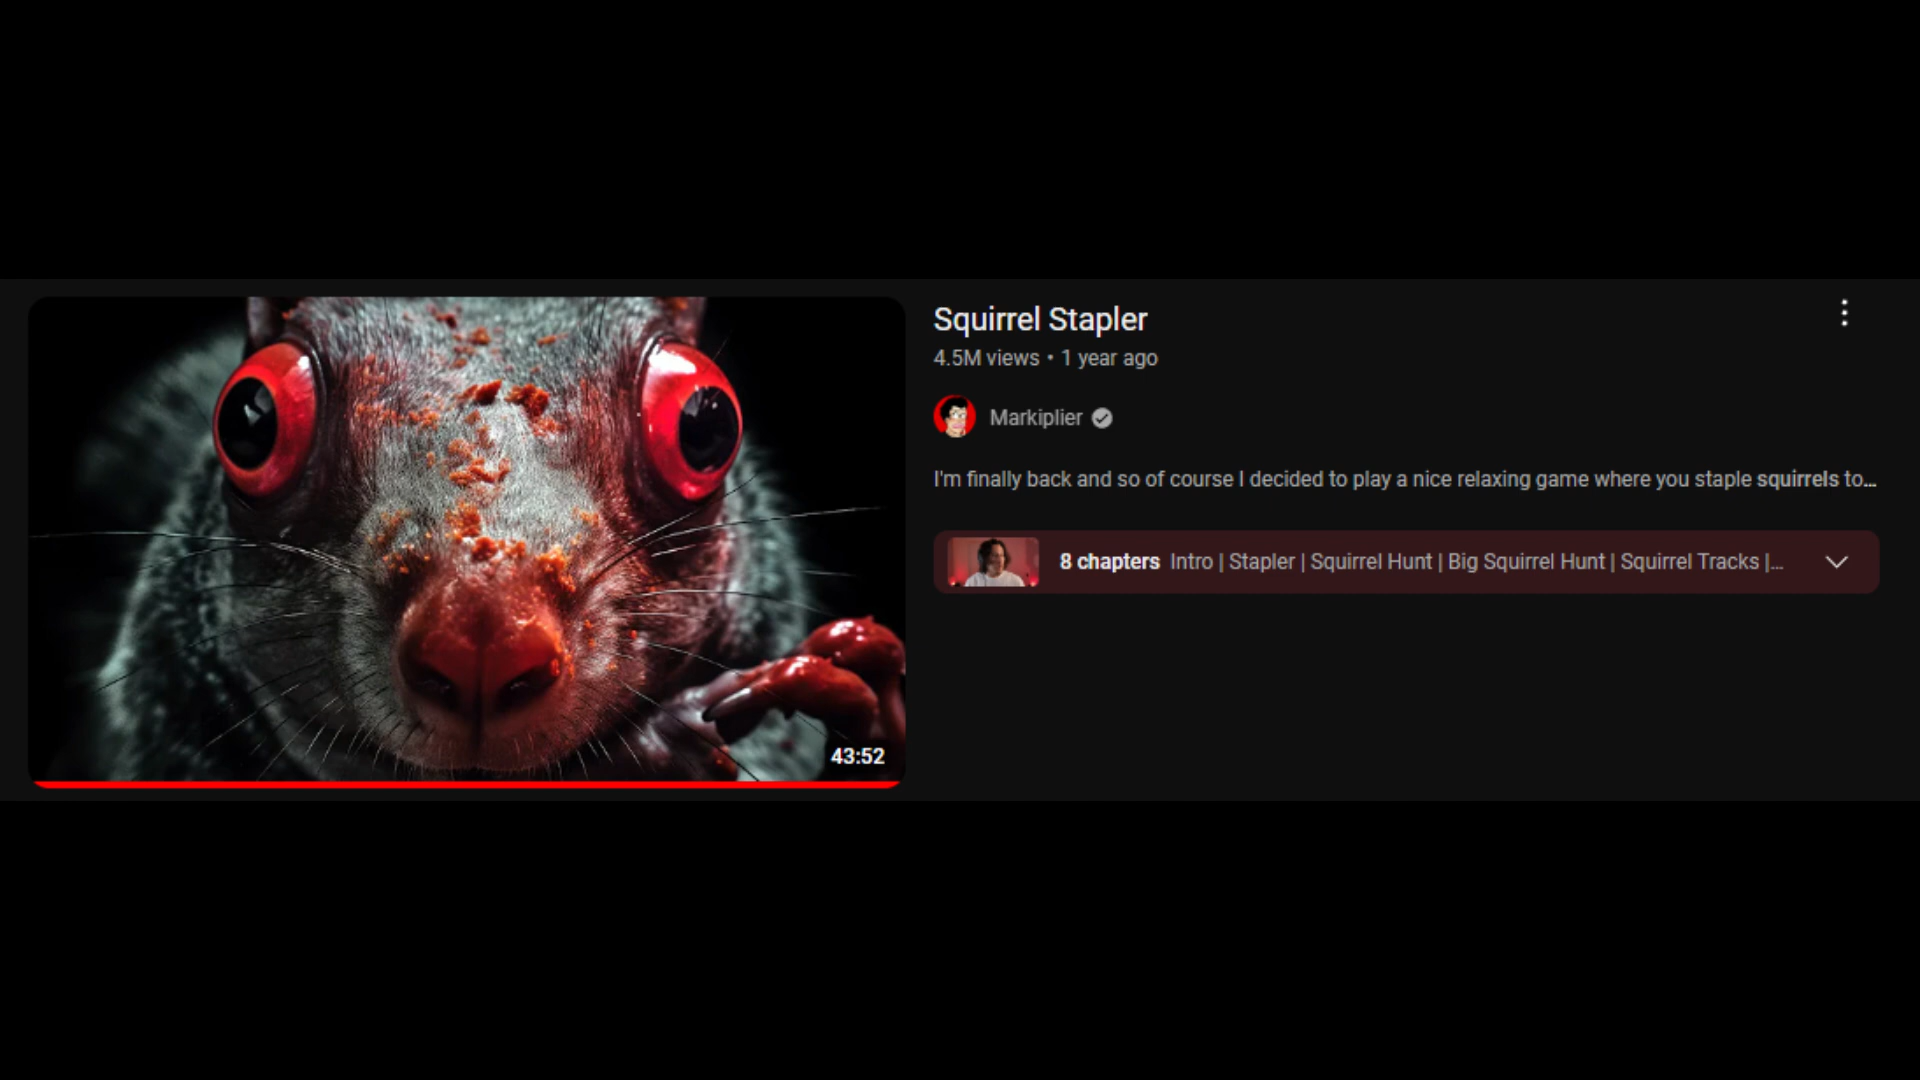 Squirrel Stapler
4.5M views • 1 year ago
Markiplier
I'm finally back and so of course I decided to play a nice relaxing game where you staple squirrels to...
8 chapters Intro | Stapler | Squirrel Hunt | Big Squirrel Hunt | Squirrel Tracks |...
43:52